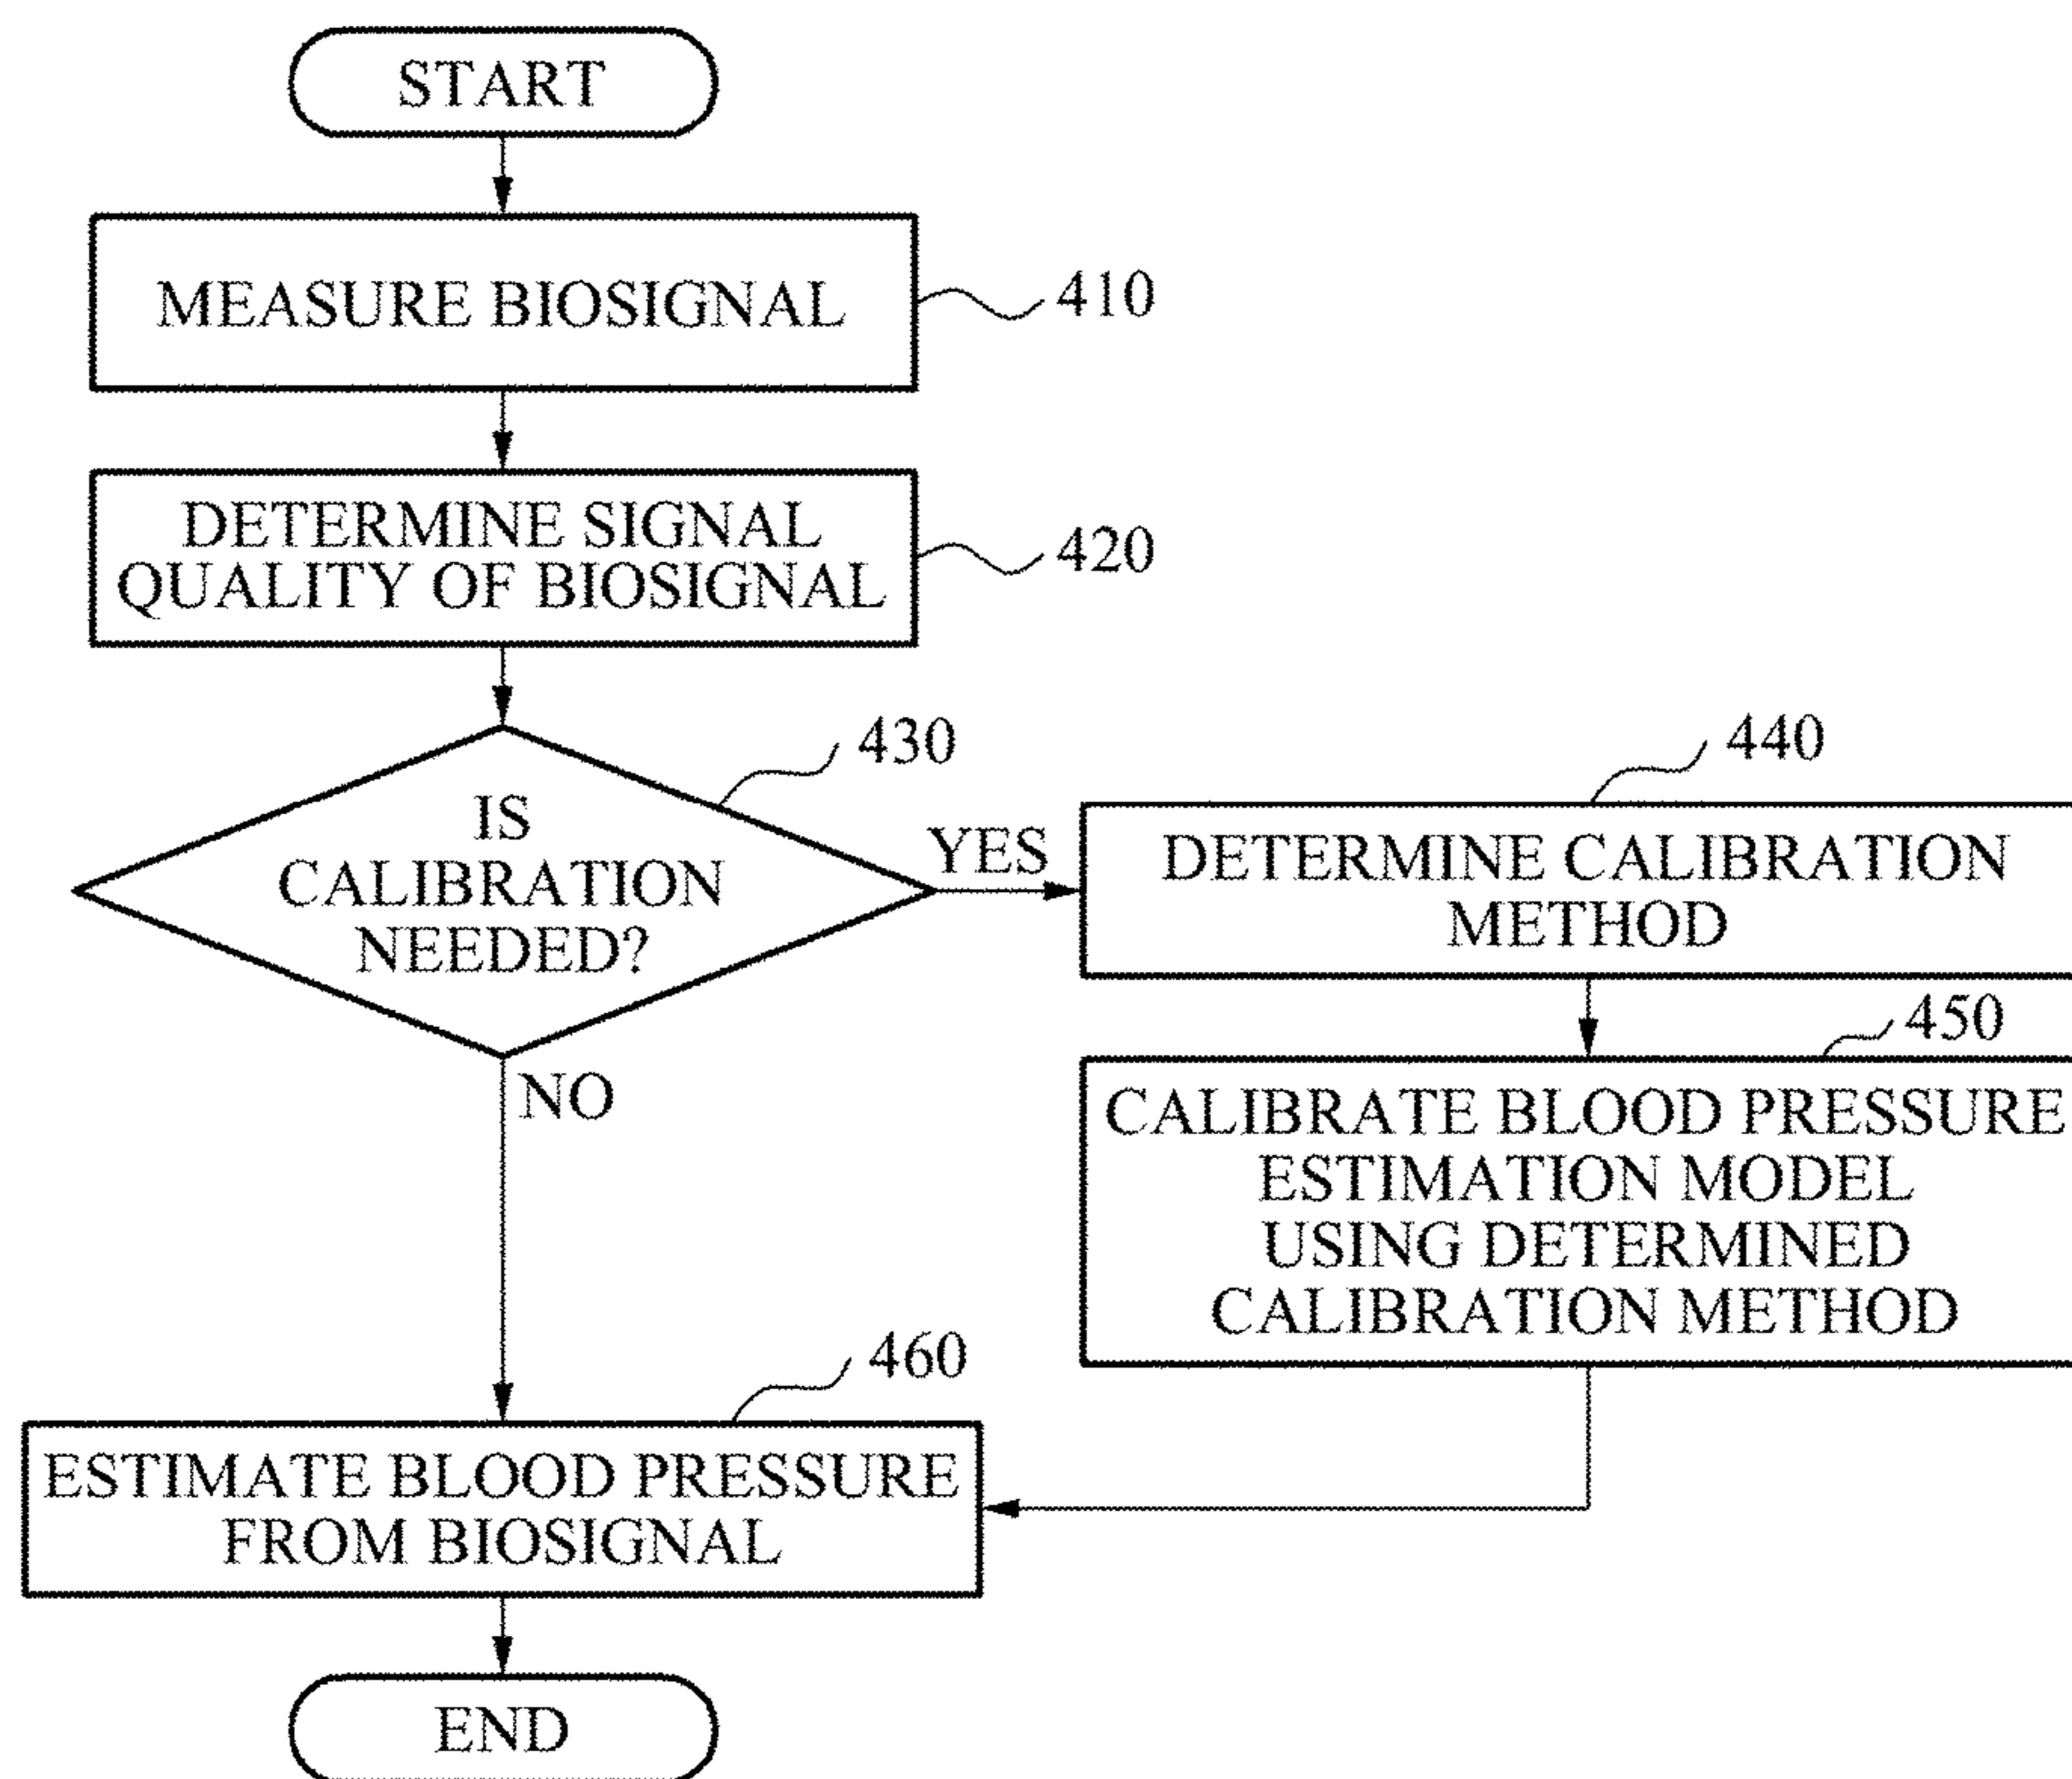 START
MEASURE BIOSIGNAL
410
DETERMINE SIGNAL
QUALITY OF BIOSIGNAL
420
430
IS
CALIBRATION
NEEDED?
YES
NO
440
DETERMINE CALIBRATION
METHOD
450
CALIBRATE BLOOD PRESSURE
ESTIMATION MODEL
USING DETERMINED
CALIBRATION METHOD
460
ESTIMATE BLOOD PRESSURE
FROM BIOSIGNAL
END